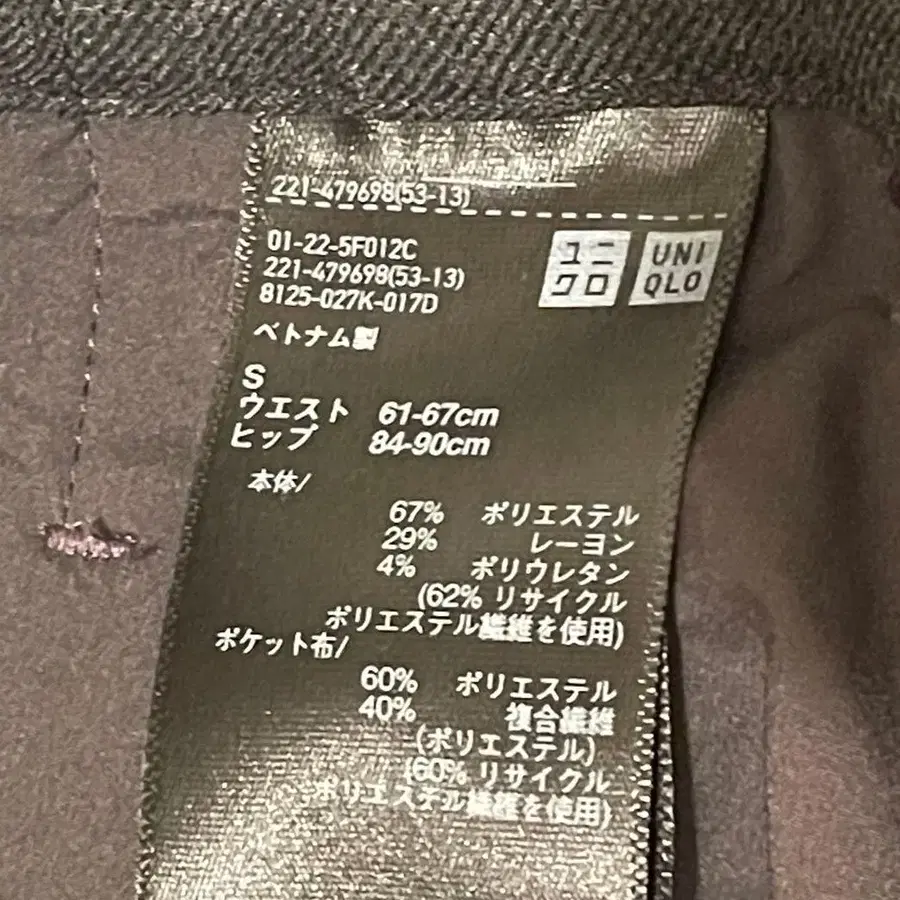 221-479698(53-13)
01-22-5F012C
221-479698(53-13)
8125-027K-017D
ユニ
クロ
UNI
QLO
ベトナム製
S
ウエスト 61-67cm
ヒップ 84-90cm
本体/
67% ポリエステル
29% レーヨン
4% ポリウレタン
(62% リサイクル
ポリエステル繊維を使用)
ポケット布/
60% ポリエステル
40% 複合繊維
(ポリエステル)
(60% リサイクル
ポリエステル繊維を使用)